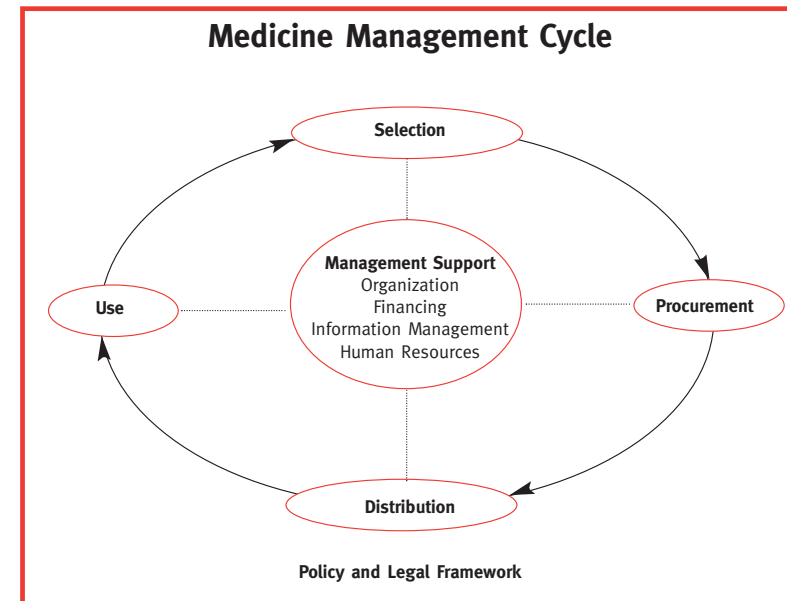 Medicine Management Cycle
Selection
Management Support
Organization
Financing
Information Management
Human Resources
Use
Procurement
Distribution
Policy and Legal Framework